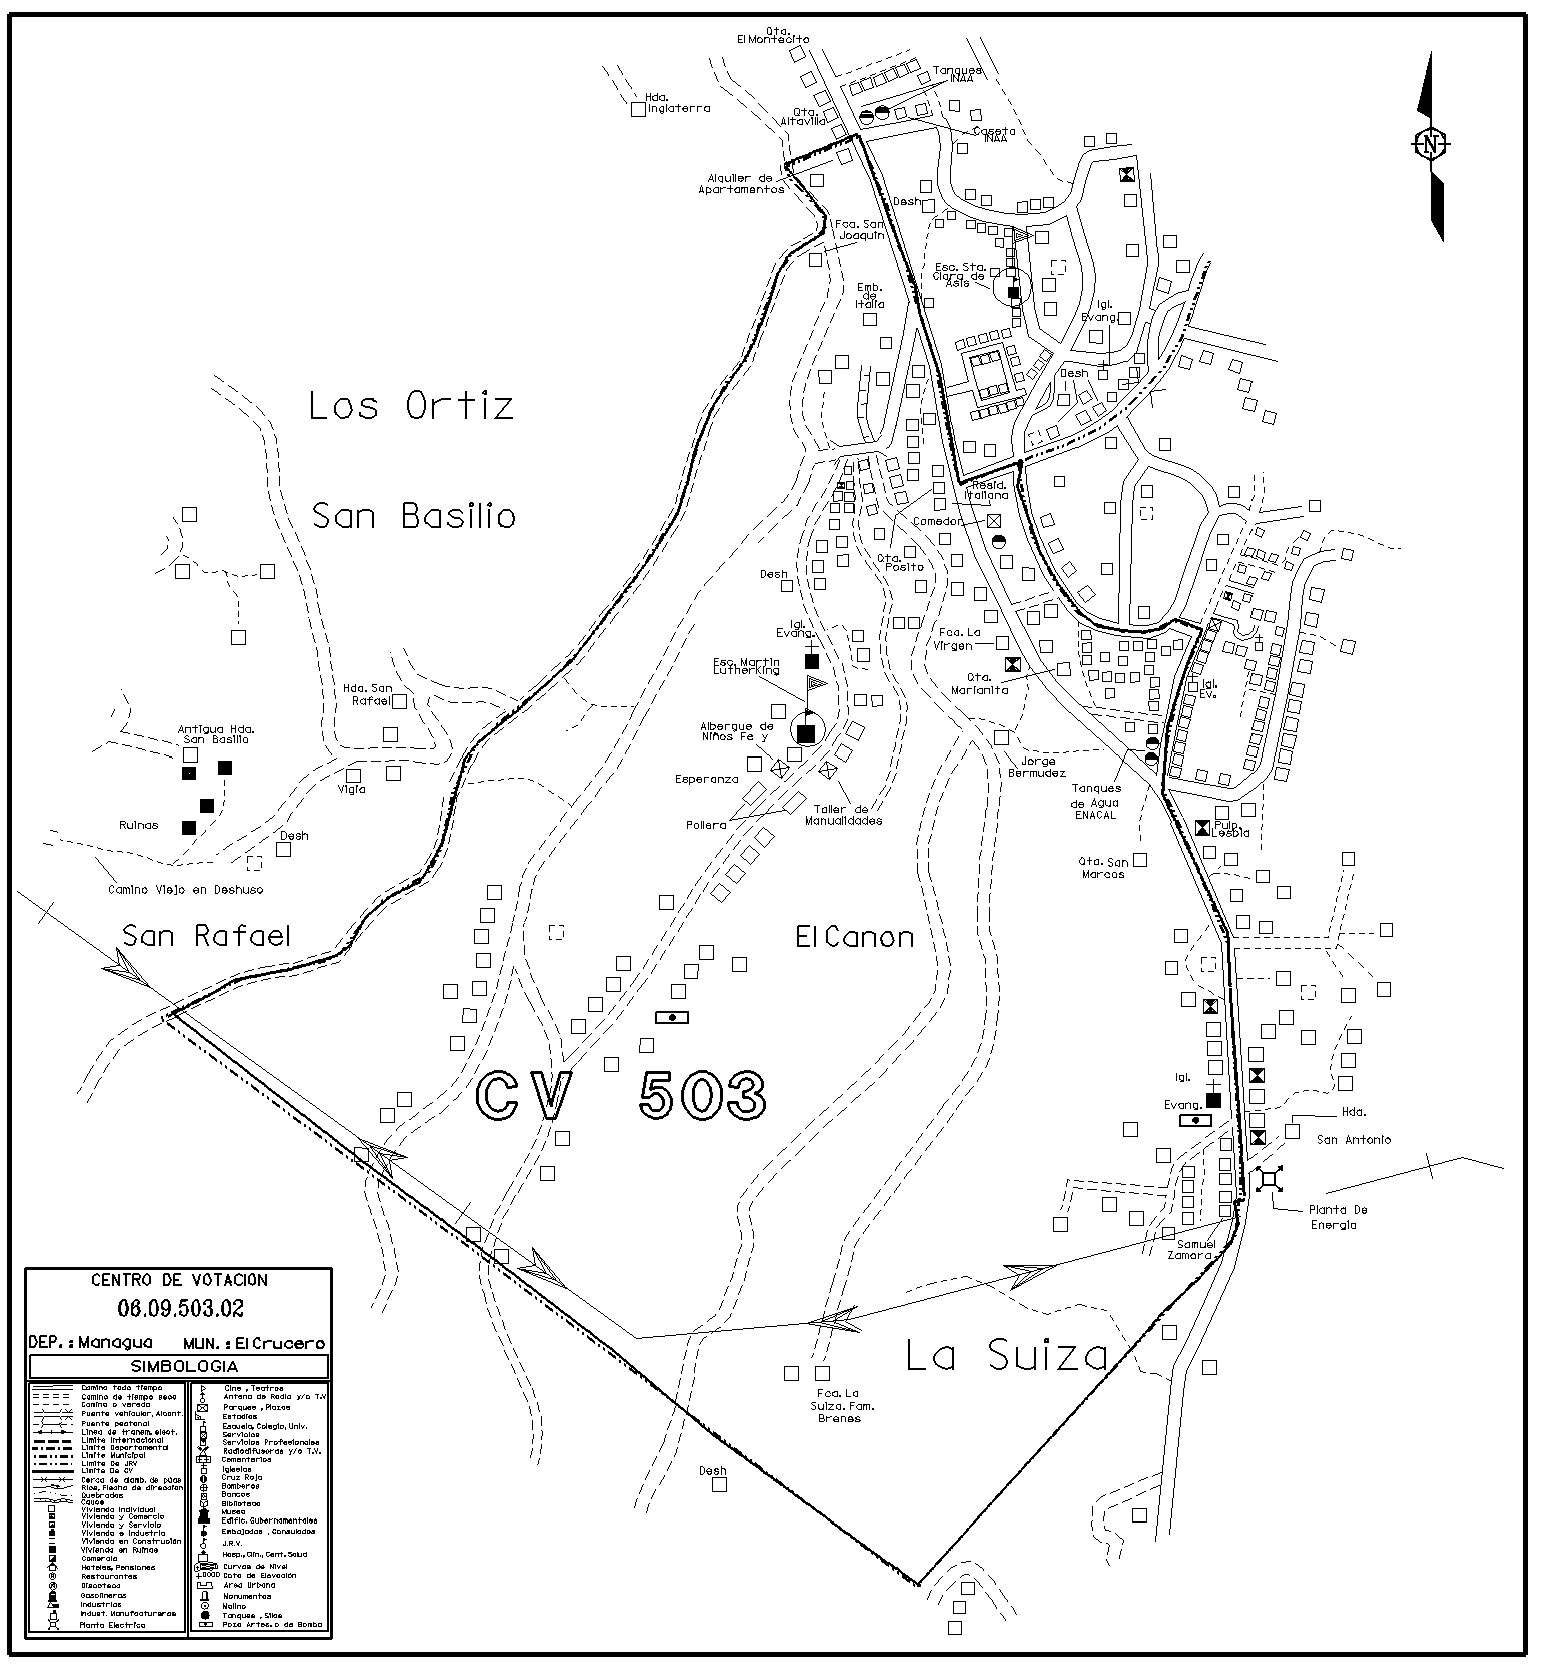 Qta.
El Montecito
Tanques
INAA
Hda.
Inglaterra
Qta.
Altavilla
Caseta
INAA
Alquiler de
Apartamentos
Desh
Fca. San
Joaquin
Esc. Sta.
Clara de
Asis
Emb.
de
Italia
Igl.
Evang.
Desh
Los Ortiz
San Basilio
Resid.
Italiana
Comedor
Qta.
Posito
Desh
Igl.
Evang.
Fca. La
Virgen
Esc. Martin
LutherKing
Qta.
Marianita
Igl.
EV.
Hda. San
Rafael
Antigua Hda.
San Basilio
Albergue de
Niños Fe y
Esperanza
Jorge
Bermudez
Vigia
Tanques
de Agua
ENACAL
Ruinas
Desh
Pollera
Taller de
Manualidades
Pulp.
Lesbia
Qta. San
Marcos
Camino Viejo en Deshuso
San Rafael
El Canon
CV 503
Igl.
Evang.
Hda.
San Antonio
Planta De
Energia
Samuel
Zamora
La Suiza
Fca. La
Suiza. Fam.
Brenes
Desh
N
CENTRO DE VOTACION
06.09.503.02
DEP. : Managua MUN. : El Crucero
SIMBOLOGIA
Camino todo tiempo
Camino de tiempo seco
Camino o vereda
Puente vehicular, Alcant.
Puente peatonal
Linea de transm. elect.
Limite Internacional
Limite Departamental
Limite Municipal
Limite De JRV
Limite De CV
Cerca de alamb. de púas
Rios, Flecha de direccion
Quebradas
Cauce
Vivienda Individual
Vivienda y Comercio
Vivienda y Servicio
Vivienda e Industria
Vivienda en Construcción
Vivienda en Ruinas
Comercio
Hoteles, Pensiones
Restaurantes
Discoteca
Gasolineras
Industrias
Indust. Manufactureras
Planta Electrica
Cine , Teatros
Antena de Radio y/o T.V
Parques , Plazas
Estadios
Escuela, Colegio, Univ.
Servicios
Servicios Profesionales
Radiodifusoras y/o T.V.
Cementerios
Iglesias
Cruz Roja
Bomberos
Bancos
Biblioteca
Museo
Edific. Gubernamentales
Embajadas , Consulados
J.R.V.
Hosp., Clin., Cent. Salud
Curvas de Nivel
Cota de Elevación
Area Urbana
Monumentos
Molino
Tanques , Silos
Pozo Artes. o de Bomba